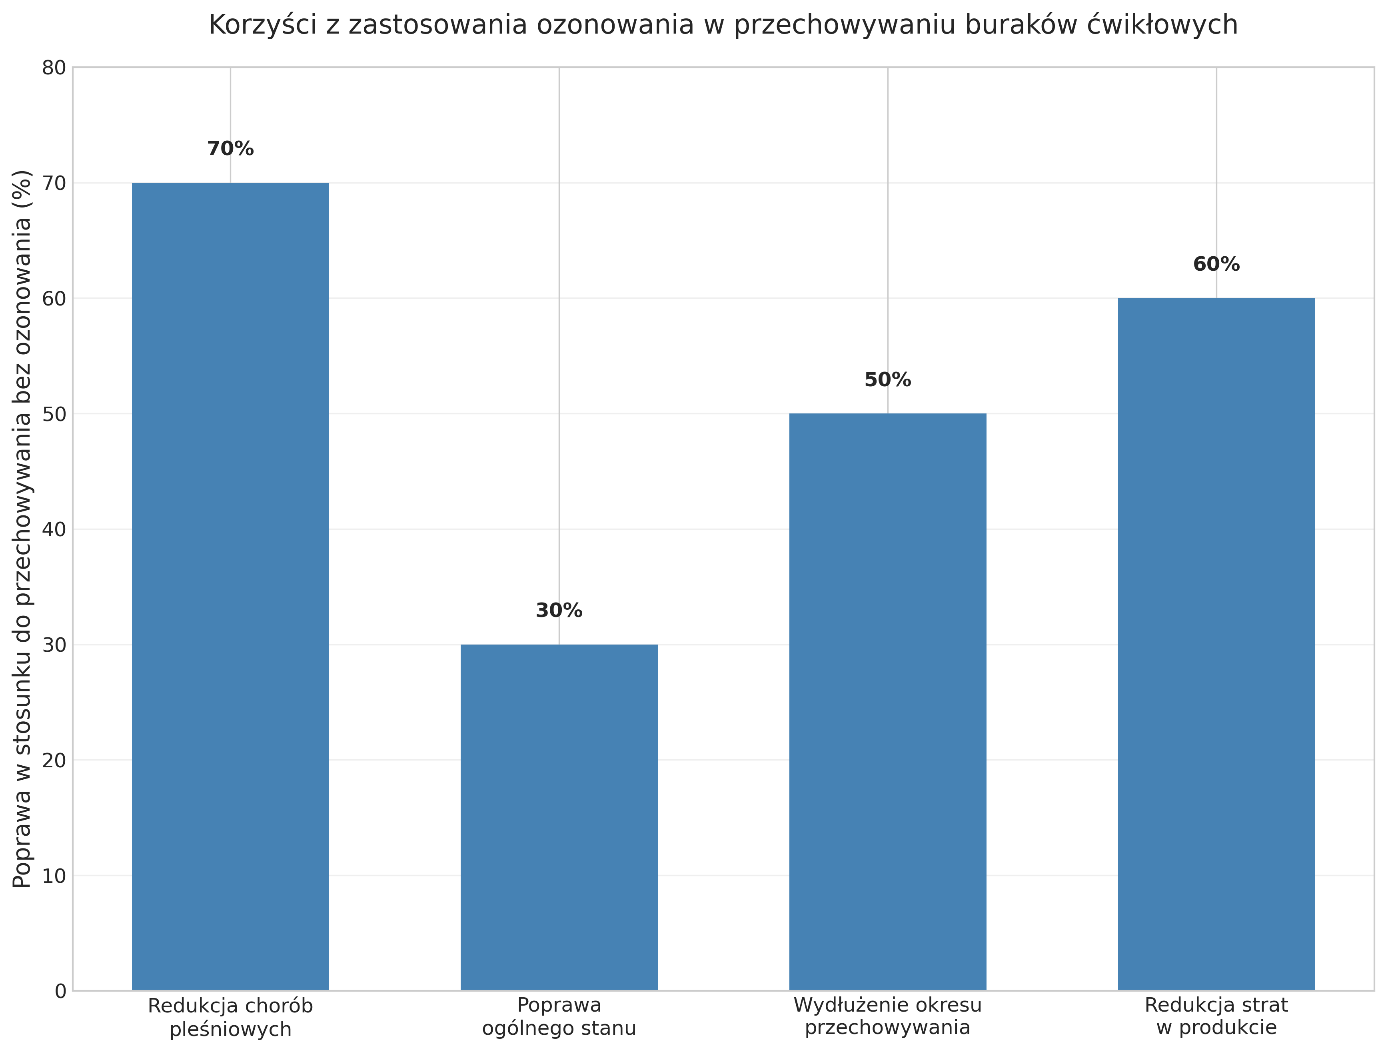 Korzyści z zastosowania ozonowania w przechowywaniu buraków ćwikłowych
Poprawa w stosunku do przechowywania bez ozonowania (%)
80
70
60
50
40
30
20
10
0
70%
30%
50%
60%
Redukcja chorób
pleśniowych
Poprawa
ogólnego stanu
Wydłużenie okresu
przechowywania
Redukcja strat
w produkcie